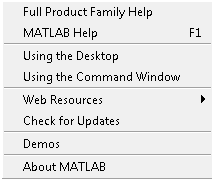 Full Product Family Help
MATLAB Help F1
Using the Desktop
Using the Command Window
Web Resources
Check for Updates
Demos
About MATLAB